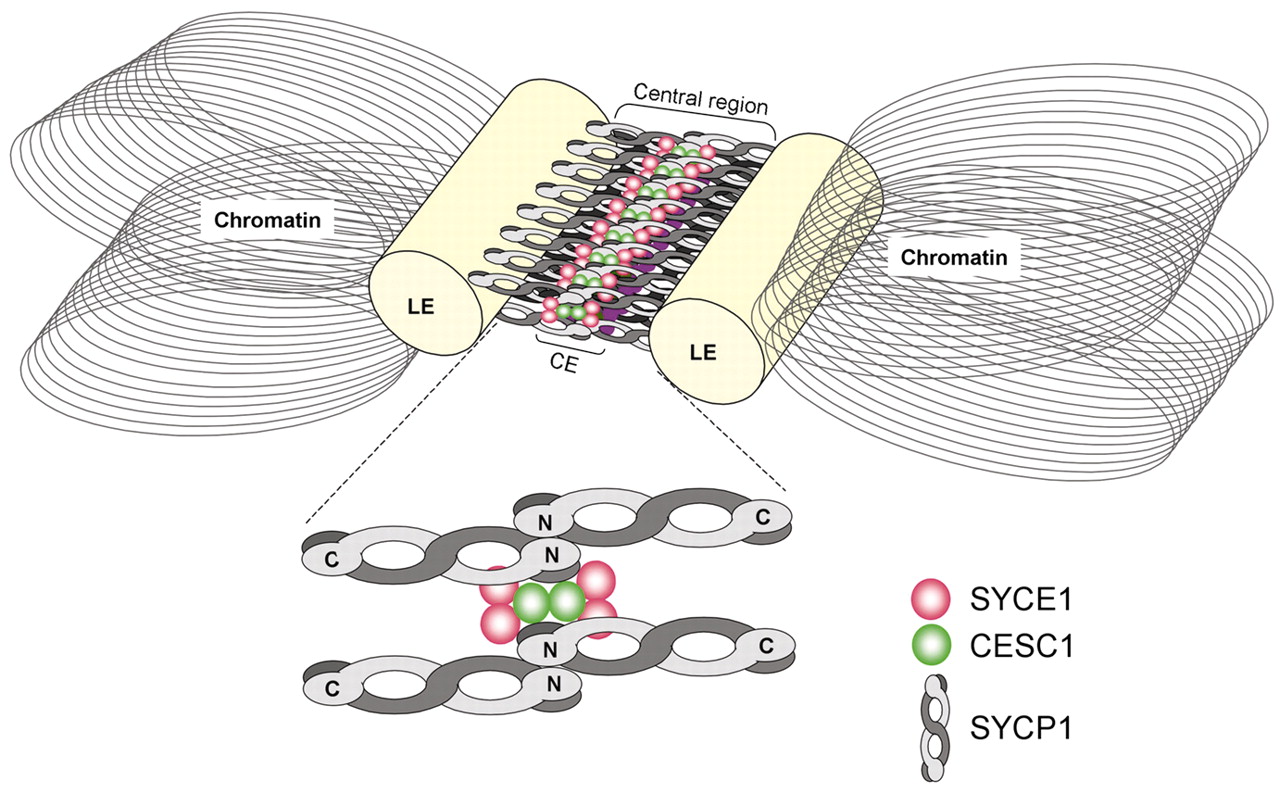 Central region
Chromatin
Chromatin
LE
LE
CE
N
C
C
N
N
C
C
N
SYCE1
CESC1
SYCP1